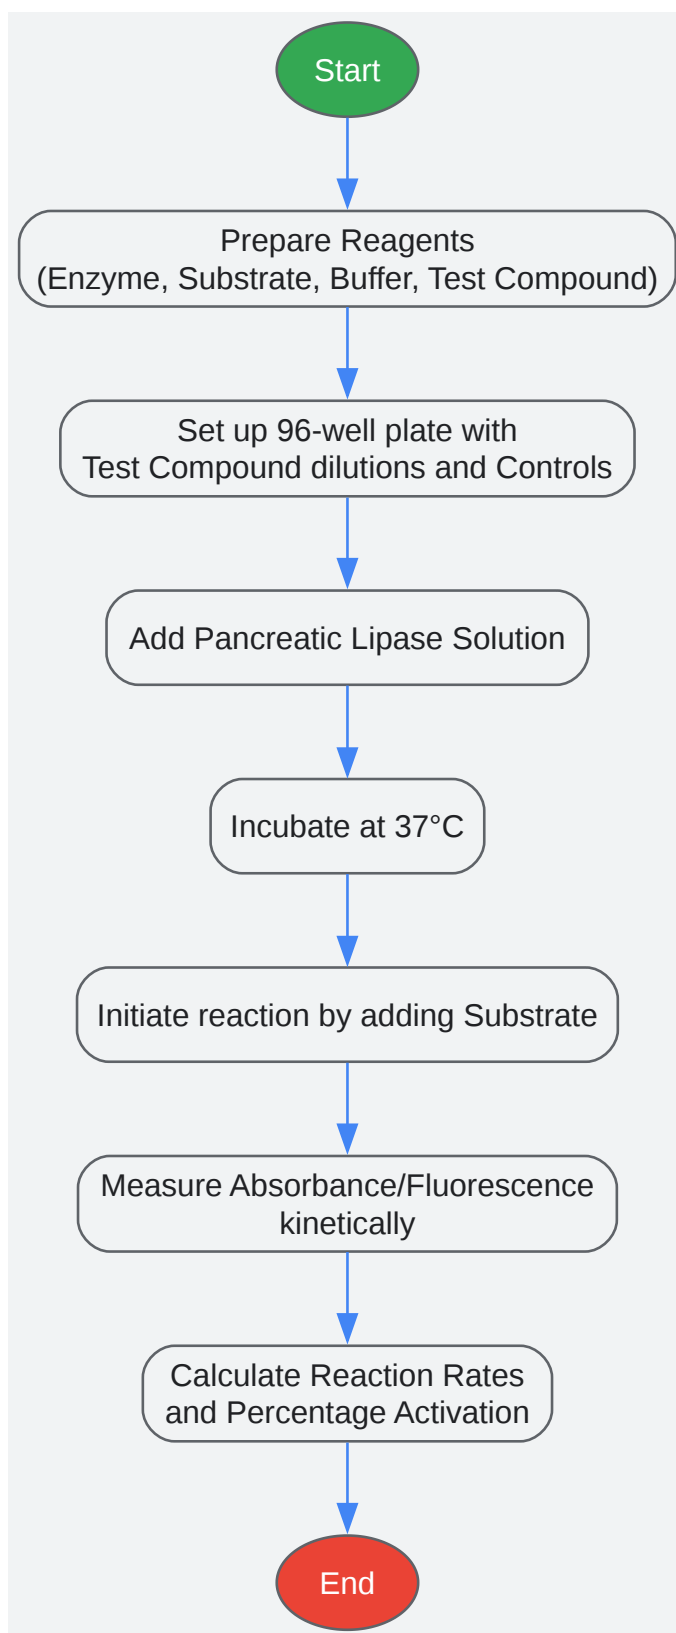 Start
Prepare Reagents
(Enzyme, Substrate, Buffer, Test Compound)
Set up 96-well plate with
Test Compound dilutions and Controls
Add Pancreatic Lipase Solution
Incubate at 37°C
Initiate reaction by adding Substrate
Measure Absorbance/Fluorescence
kinetically
Calculate Reaction Rates
and Percentage Activation
End